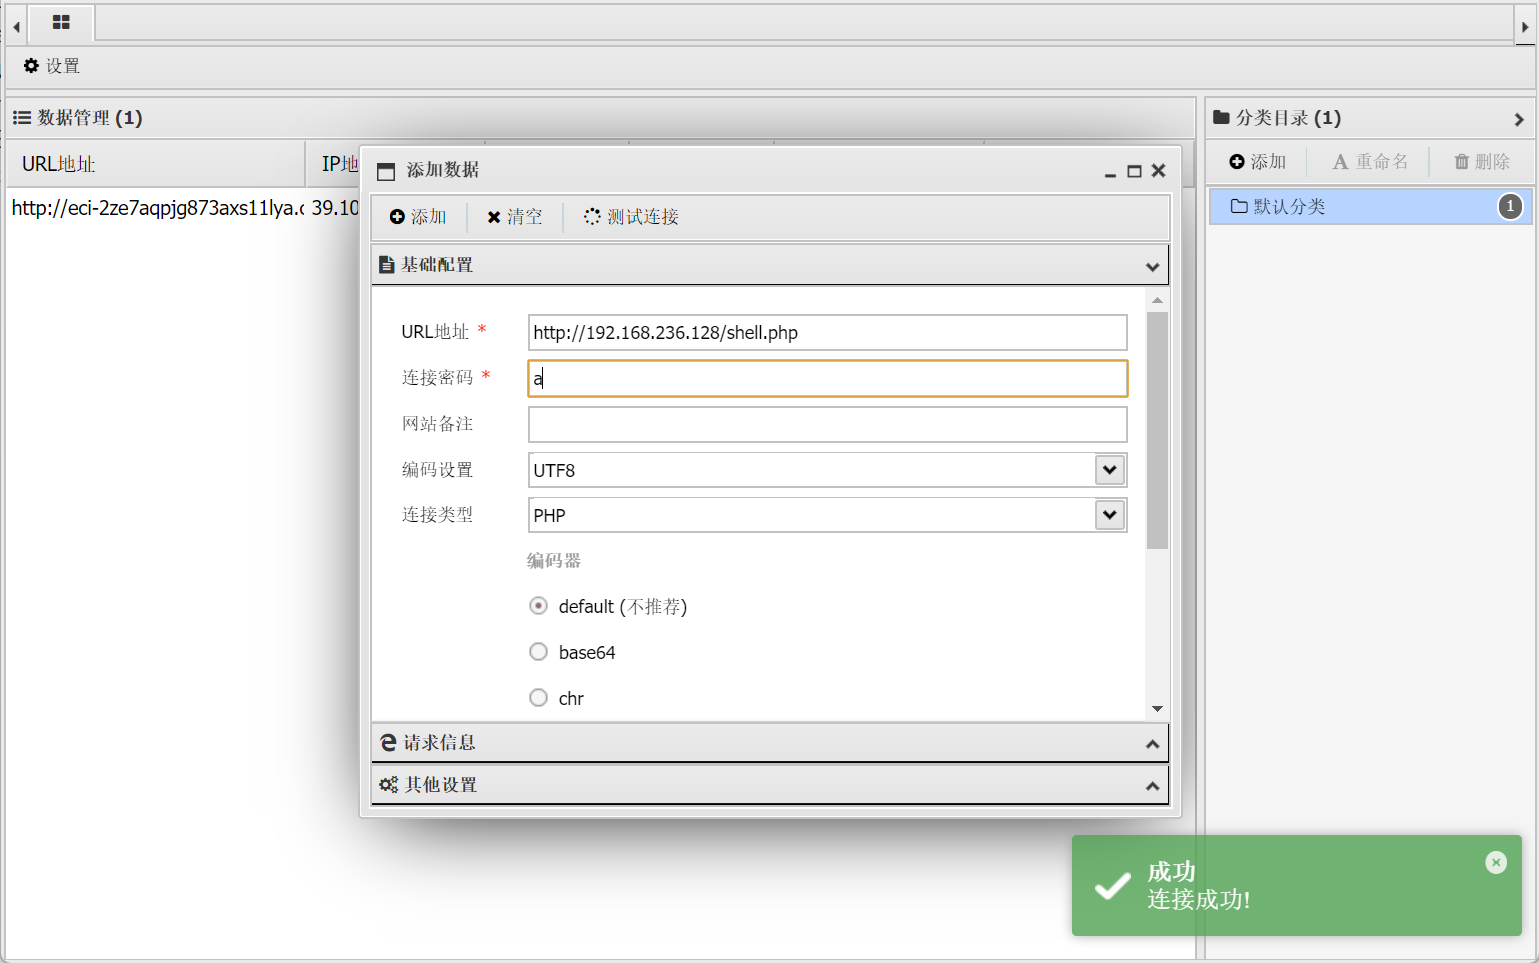 设置
数据管理 (1)
URL地址
IP地
http://eci-2ze7aqpjg873axs11lya.c
39.10
添加数据
添加
清空
测试连接
基础配置
URL地址 *
http://192.168.236.128/shell.php
连接密码 *
a
网站备注
编码设置
UTF8
连接类型
PHP
编码器
default (不推荐)
base64
chr
请求信息
其他设置
分类目录 (1)
添加
A 重命名
删除
默认分类
1
成功
连接成功!